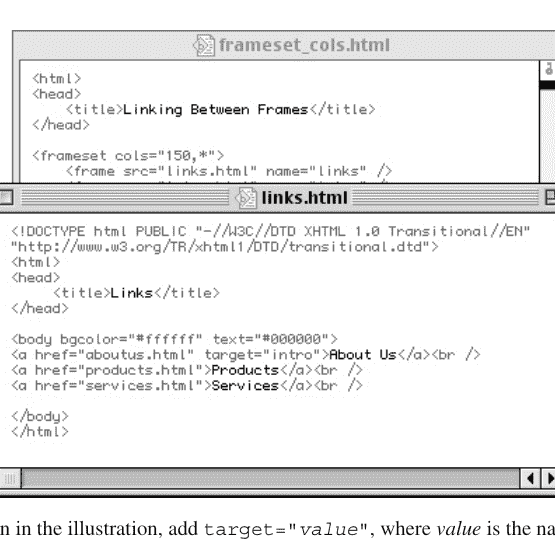 frameset_cols.html
<html>
<head>
<title>Linking Between Frames</title>
</head>
<frameset cols="150,*">
<frame src="links.html" name="links" />
links.html
<!DOCTYPE html PUBLIC "-//W3C//DTD XHTML 1.0 Transitional//EN"
"http://www.w3.org/TR/xhtml1/DTD/transitional.dtd">
<html>
<head>
<title>Links</title>
</head>
<body bgcolor="#ffffff" text="#000000">
<a href="aboutus.html" target="intro">About Us</a><br />
<a href="products.html">Products</a><br />
<a href="services.html">Services</a><br />
</body>
</html>
n in the illustration, add target="value", where value is the na